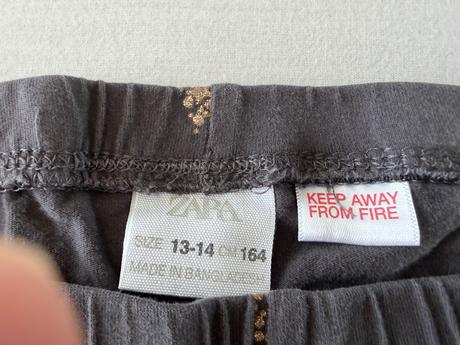 ZARA
SIZE 13-14 CM 164
MADE IN BANGLADESH
KEEP AWAY
FROM FIRE